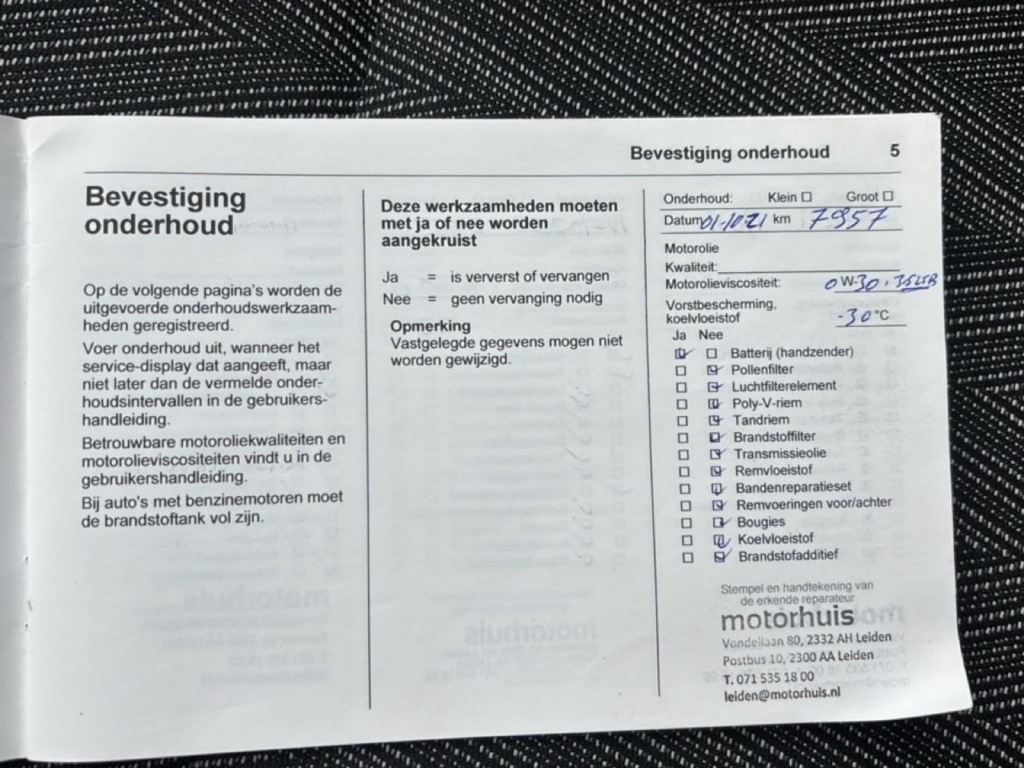 Bevestiging onderhoud 5
Bevestiging
onderhoud
Op de volgende pagina's worden de
uitgevoerde onderhoudswerkzaam-
heden geregistreerd.
Voer onderhoud uit, wanneer het
service-display dat aangeeft, maar
niet later dan de vermelde onder-
houdsintervallen in de gebruikers-
handleiding.
Betrouwbare motoroliekwaliteiten en
motorolieviscositeiten vindt u in de
gebruikershandleiding.
Bij auto's met benzinemotoren moet
de brandstoftank vol zijn.
Deze werkzaamheden moeten
met ja of nee worden
aangekruist
Ja = is ververst of vervangen
Nee = geen vervanging nodig
Opmerking
Vastgelegde gegevens mogen niet
worden gewijzigd.
Onderhoud: Klein Groot
Datum 01-10-21 km 7957
Motorolie
Kwaliteit:
Motorolieviscositeit: 0W-30
Vorstbescherming,
koelvloeistof -30 °C
Ja Nee
Batterij (handzender)
Pollenfilter
Luchtfilterelement
Poly-V-riem
Tandriem
Brandstoffilter
Transmissieolie
Remvloeistof
Bandenreparatieset
Remvoeringen voor/achter
Bougies
Koelvloeistof
Brandstofadditief
Stempel en handtekening van
de erkende reparateur
motorhuis
Vondellaan 80, 2332 AH Leiden
Postbus 10, 2300 AA Leiden
T. 071 535 18 00
leiden@motorhuis.nl